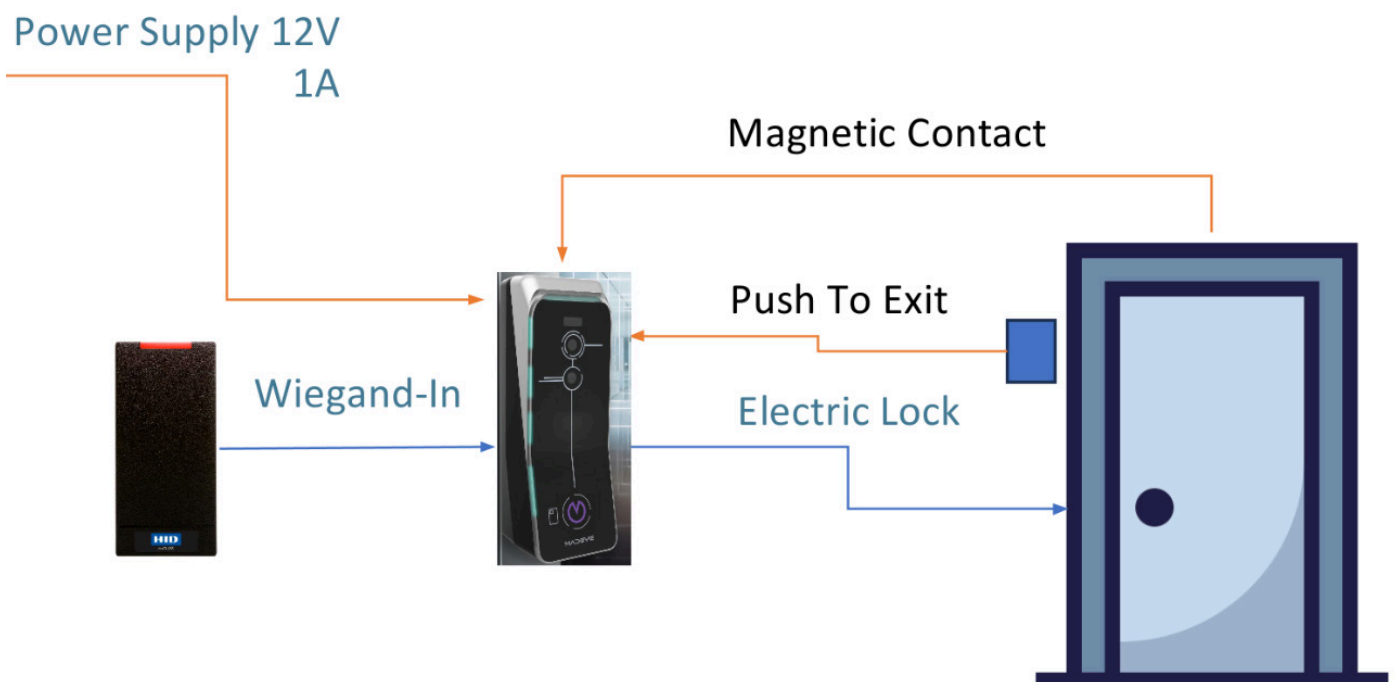 Power Supply 12V
1A
Magnetic Contact
Push To Exit
Wiegand-In
Electric Lock
HID